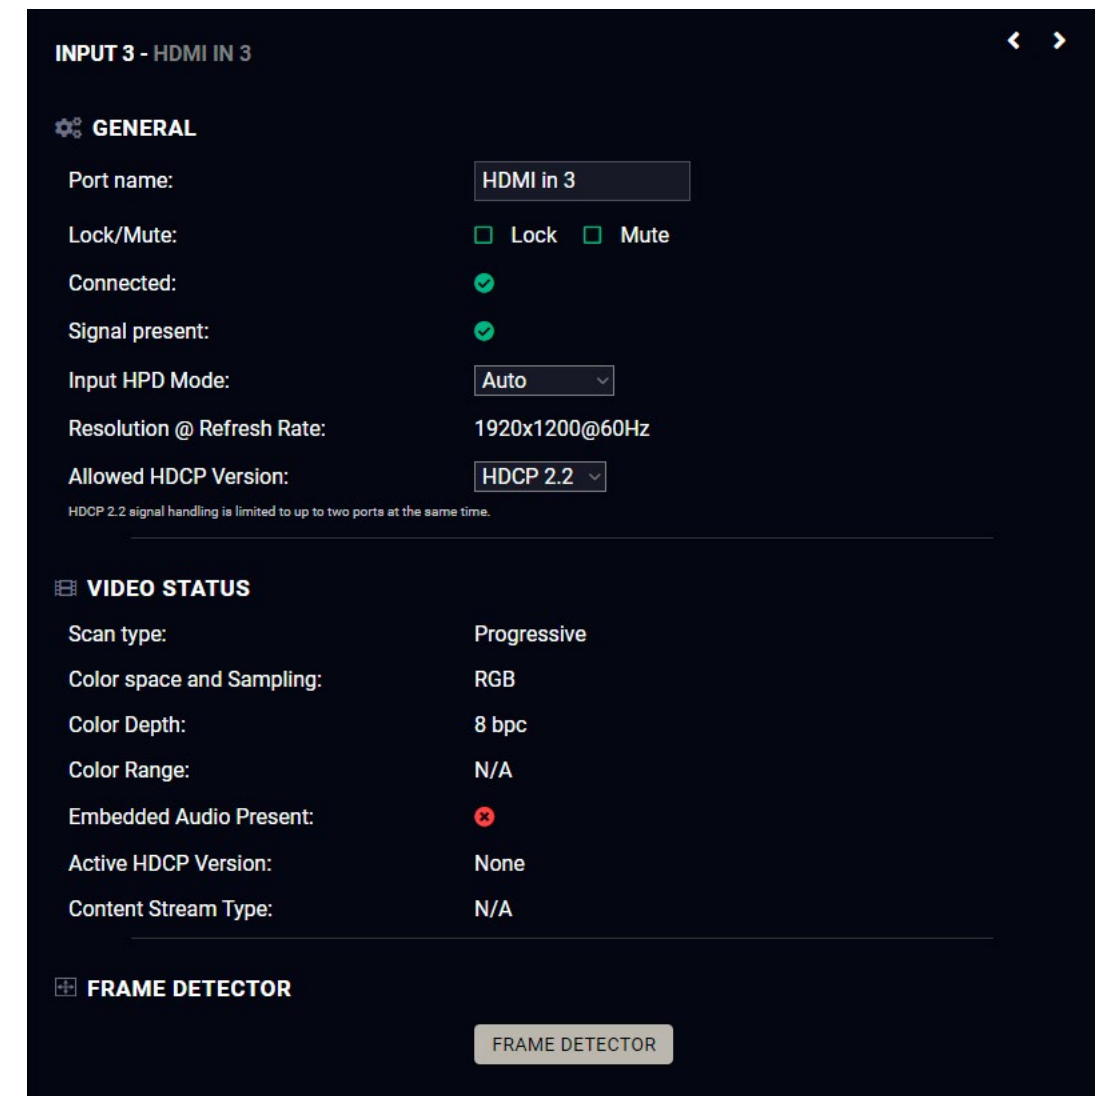 INPUT 3 - HDMI IN 3
GENERAL
Port name: HDMI in 3
Lock/Mute: Lock Mute
Connected:
Signal present:
Input HPD Mode: Auto
Resolution @ Refresh Rate: 1920x1200@60Hz
Allowed HDCP Version: HDCP 2.2
HDCP 2.2 signal handling is limited to up to two ports at the same time.
VIDEO STATUS
Scan type: Progressive
Color space and Sampling: RGB
Color Depth: 8 bpc
Color Range: N/A
Embedded Audio Present:
Active HDCP Version: None
Content Stream Type: N/A
FRAME DETECTOR
FRAME DETECTOR